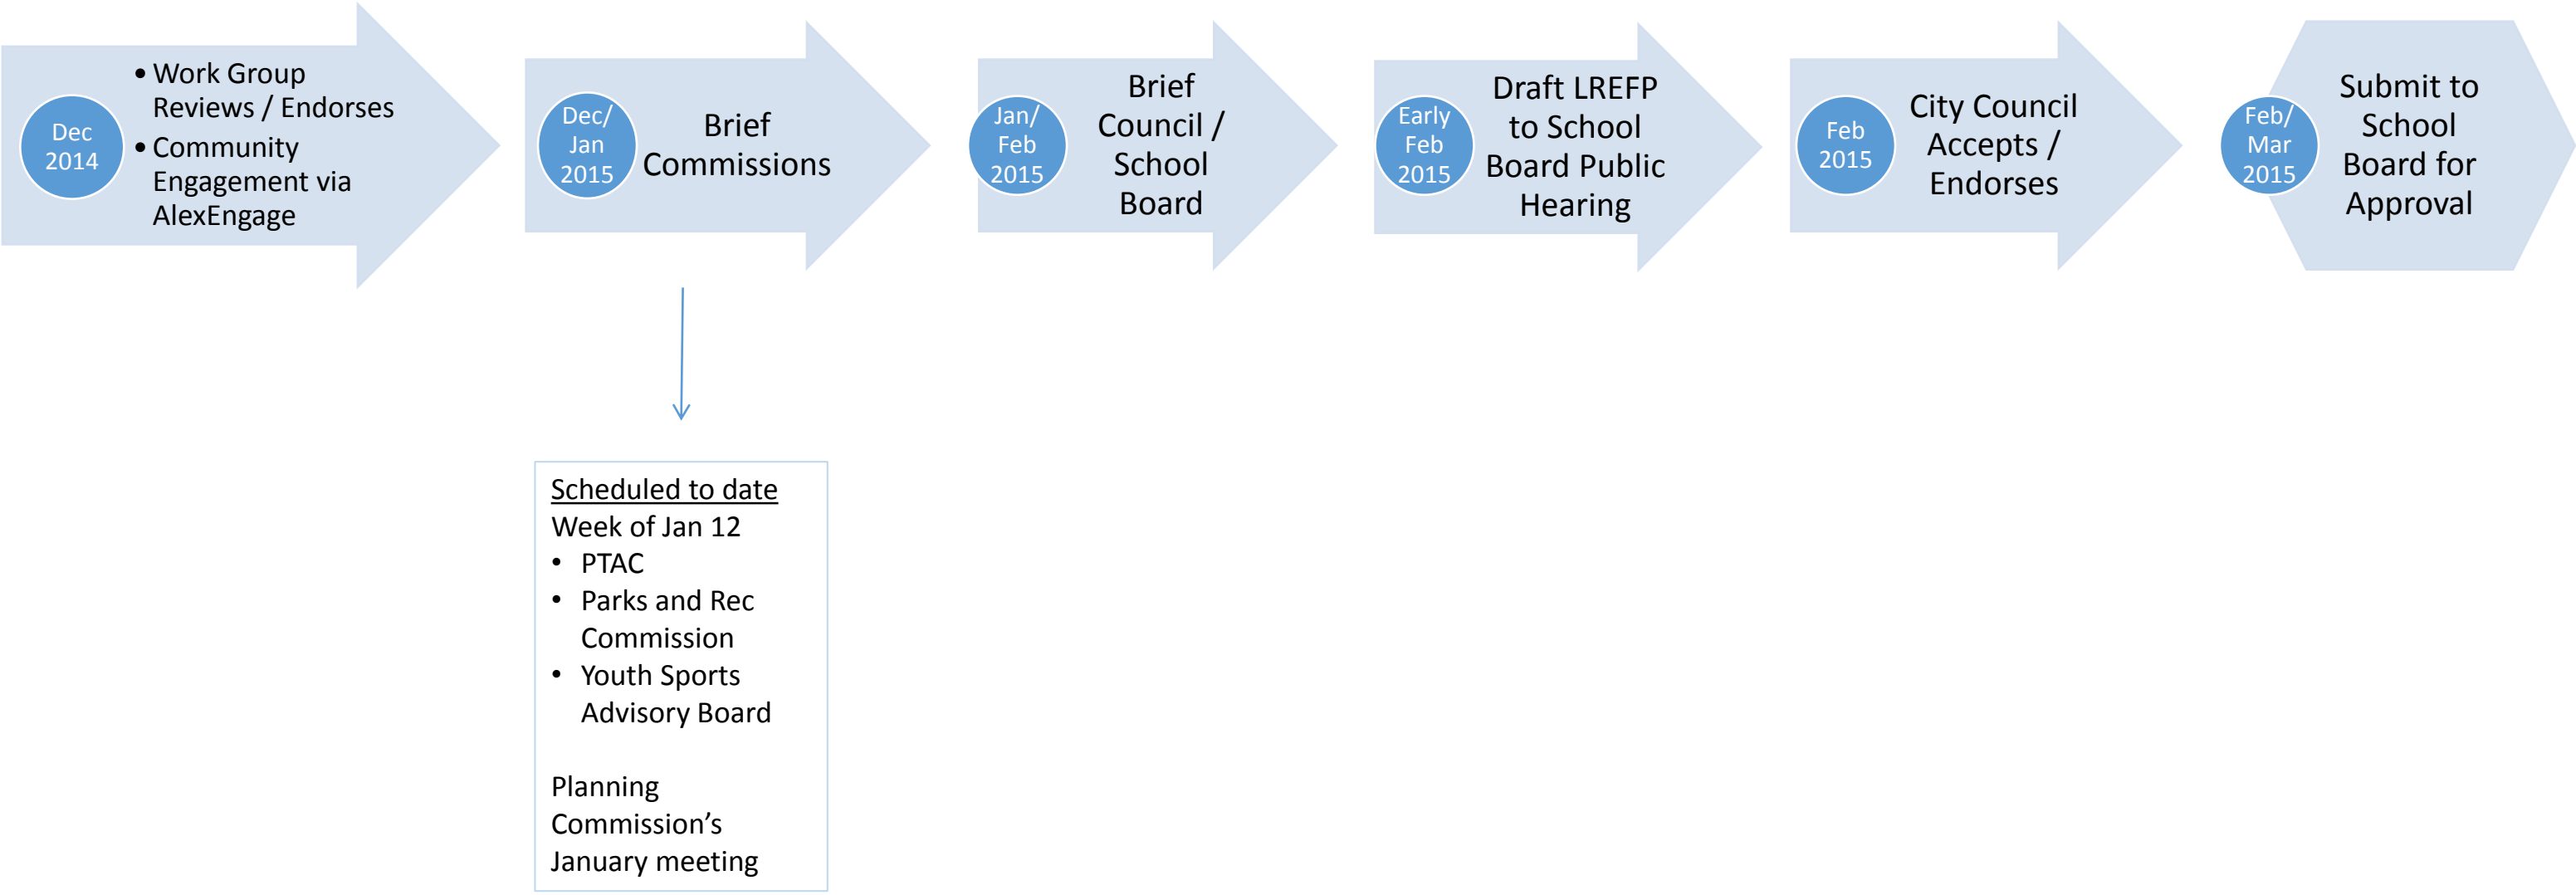 Dec
2014
• Work Group
Reviews / Endorses
• Community
Engagement via
AlexEngage
Dec/
Jan
2015
Brief
Commissions
Jan/
Feb
2015
Brief
Council /
School
Board
Early
Feb
2015
Draft LREFP
to School
Board Public
Hearing
Feb
2015
City Council
Accepts /
Endorses
Feb/
Mar
2015
Submit to
School
Board for
Approval
Scheduled to date
Week of Jan 12
• PTAC
• Parks and Rec
Commission
• Youth Sports
Advisory Board
Planning
Commission’s
January meeting